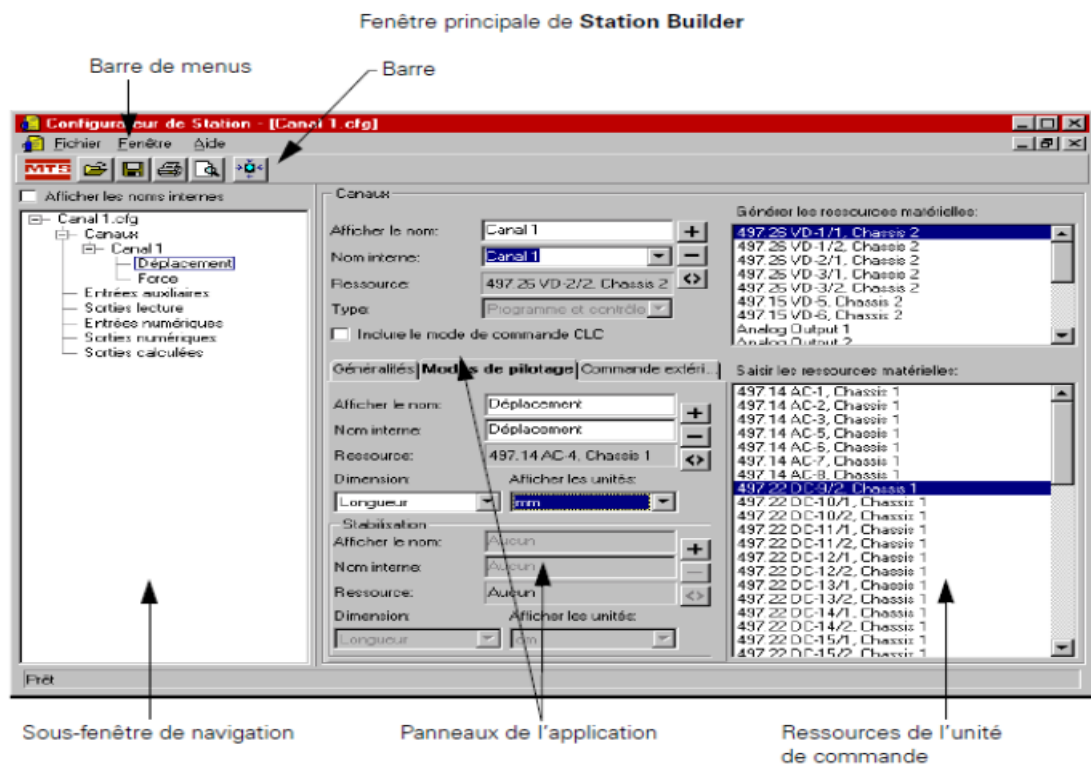 Fenêtre principale de Station Builder
Barre de menus
Barre
Configurateur de Station - [Canal 1.cfg]
Fichier Fenêtre Aide
MTS
Afficher les noms internes
Canal 1.cfg
Canaux
Canal 1
Déplacement
Force
Entrées auxiliaires
Sorties lecture
Entrées numériques
Sorties numériques
Sorties calculées
Canaux
Afficher le nom: Canal 1
Nom interne: Canal 1
Ressource: 497.26 VD-2/2, Chassis 2
Type: Programme et contrôle
Inclure le mode de commande CLC
Généralités Modes de pilotage Commande extéri...
Afficher le nom: Déplacement
Nom interne: Déplacement
Ressource: 497.14 AC-4, Chassis 1
Dimension: Afficher les unités:
Longueur mm
Stabilisation
Afficher le nom: Aucun
Nom interne: Aucun
Ressource: Aucun
Dimension: Afficher les unités:
Longueur cm
Générer les ressources matérielles:
497.26 VD-1/1, Chassis 2
497.26 VD-1/2, Chassis 2
497.26 VD-2/1, Chassis 2
497.26 VD-3/1, Chassis 2
497.26 VD-3/2, Chassis 2
497.15 VD-5, Chassis 2
497.15 VD-6, Chassis 2
Analog Output 1
Analog Output 2
Saisir les ressources matérielles:
497.14 AC-1, Chassis 1
497.14 AC-2, Chassis 1
497.14 AC-3, Chassis 1
497.14 AC-5, Chassis 1
497.14 AC-6, Chassis 1
497.14 AC-7, Chassis 1
497.14 AC-8, Chassis 1
497.22 DC-9/2, Chassis 1
497.22 DC-10/1, Chassis 1
497.22 DC-10/2, Chassis 1
497.22 DC-11/1, Chassis 1
497.22 DC-11/2, Chassis 1
497.22 DC-12/1, Chassis 1
497.22 DC-12/2, Chassis 1
497.22 DC-13/1, Chassis 1
497.22 DC-13/2, Chassis 1
497.22 DC-14/1, Chassis 1
497.22 DC-14/2, Chassis 1
497.22 DC-15/1, Chassis 1
497.22 DC-15/2, Chassis 1
Prêt
Sous-fenêtre de navigation
Panneaux de l'application
Ressources de l'unité
de commande